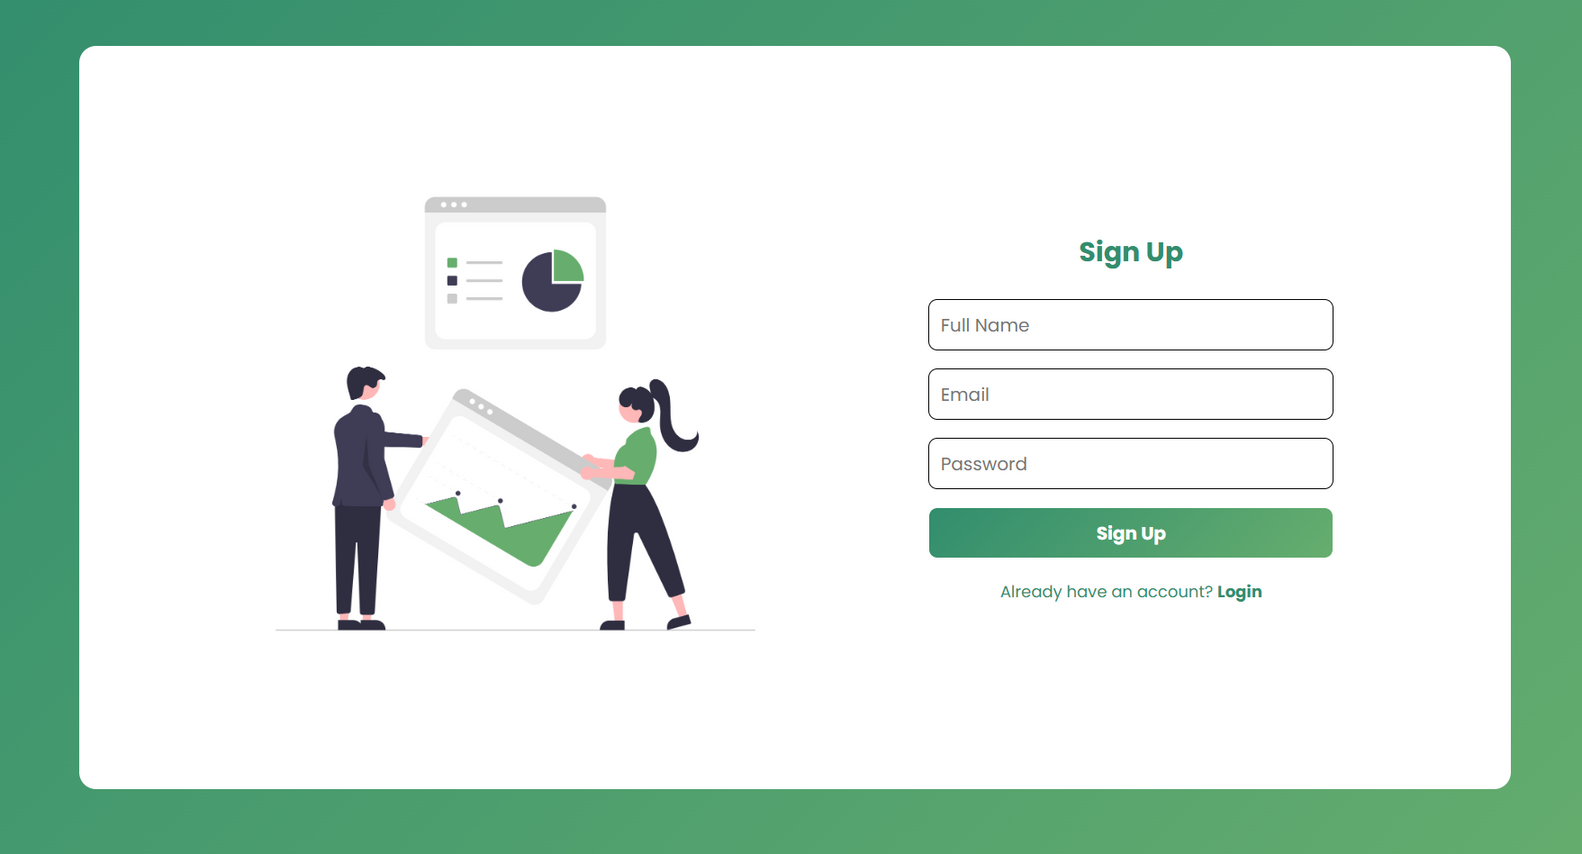 Sign Up
Full Name
Email
Password
Sign Up
Already have an account? Login